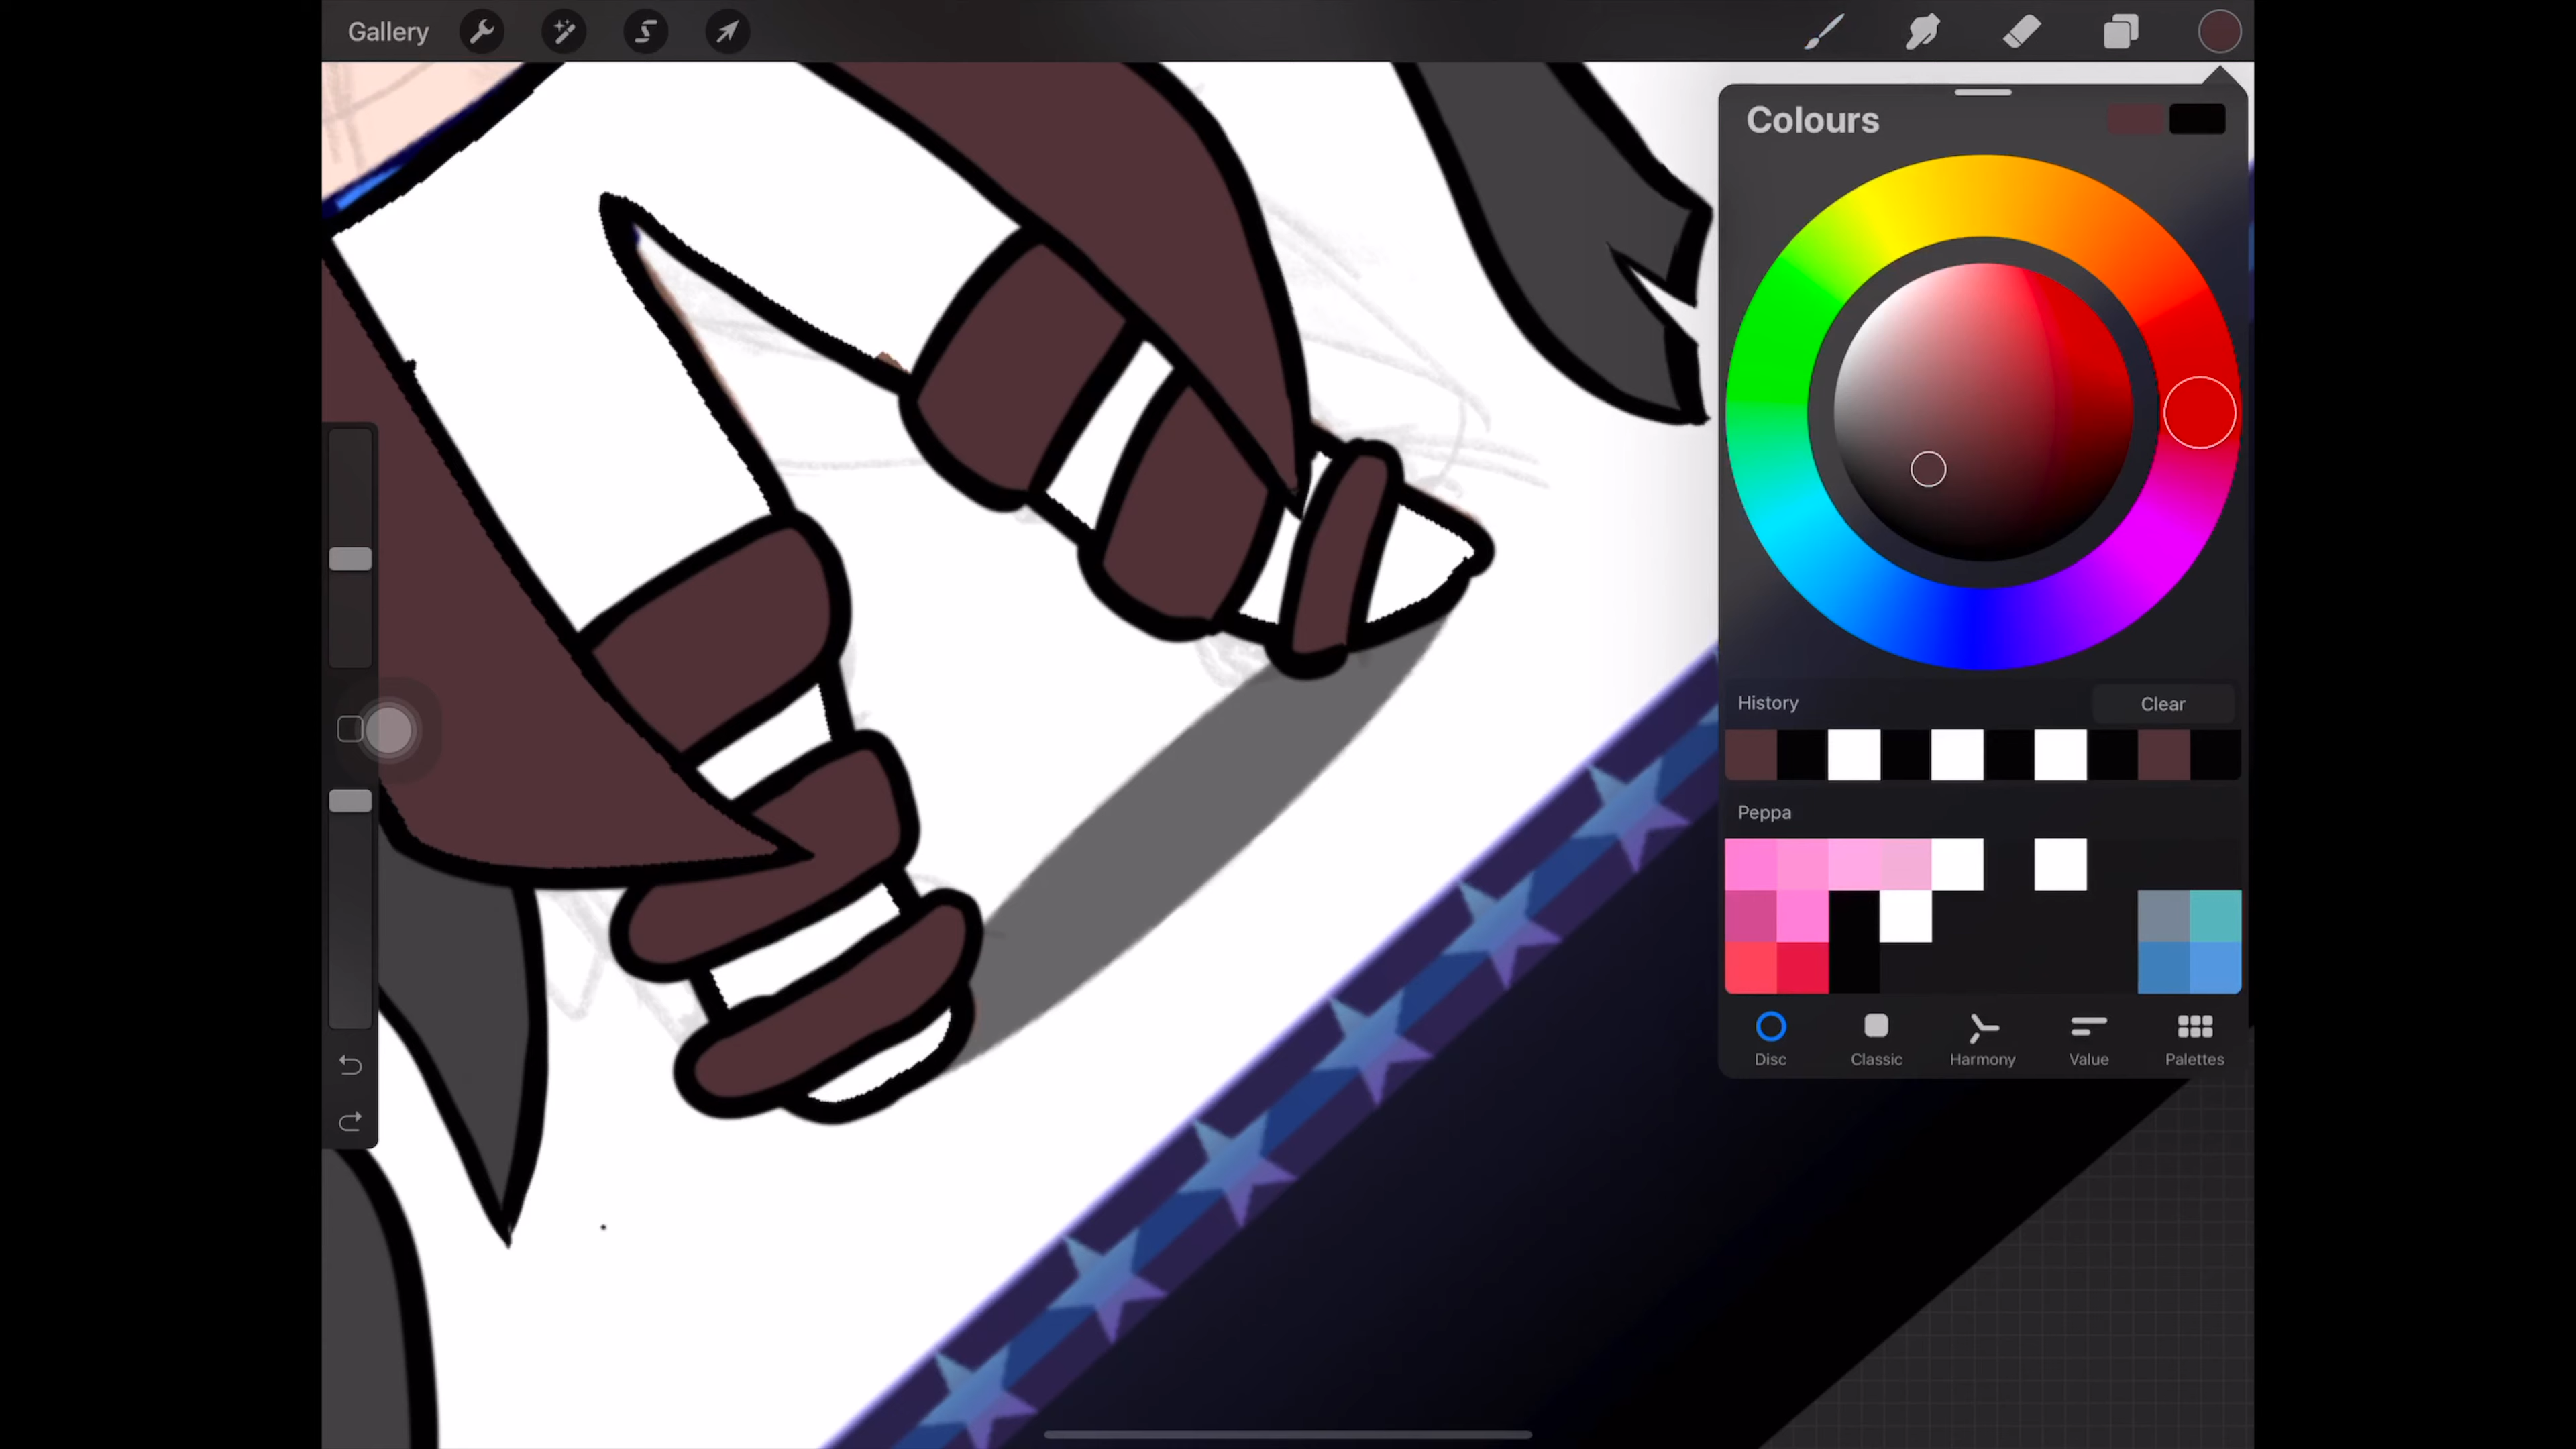 Gallery
Colours
History
Clear
Peppa
Disc
Classic
Harmony
Value
Palettes